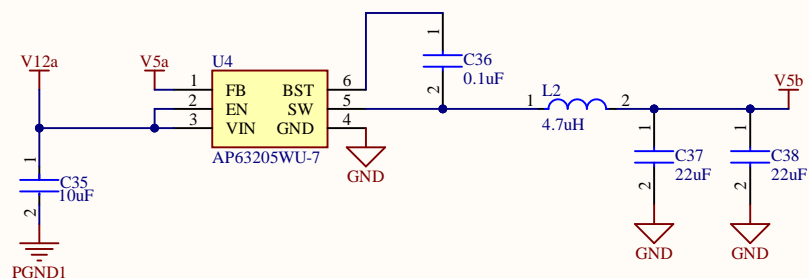 V12a
V5a
U4
1 FB BST 6
2 EN SW 5
3 VIN GND 4
AP63205WU-7
GND
1
C36
0.1uF
2
1 L2 2
4.7uH
V5b
1
C35
10uF
2
PGND1
1
C37
22uF
2
GND
1
C38
22uF
2
GND